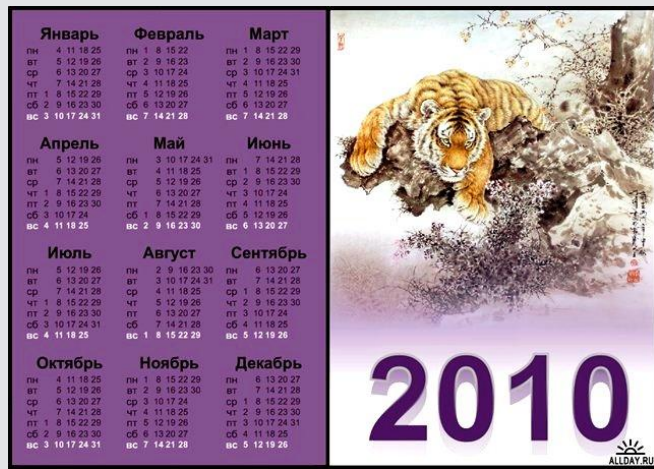 Январь Февраль Март
пн 4 11 18 25 пн 1 8 15 22 пн 1 8 15 22 29
вт 5 12 19 26 вт 2 9 16 23 вт 2 9 16 23 30
ср 6 13 20 27 ср 3 10 17 24 ср 3 10 17 24 31
чт 7 14 21 28 чт 4 11 18 25 чт 4 11 18 25
пт 1 8 15 22 29 пт 5 12 19 26 пт 5 12 19 26
сб 2 9 16 23 30 сб 6 13 20 27 сб 6 13 20 27
вс 3 10 17 24 31 вс 7 14 21 28 вс 7 14 21 28
Апрель Май Июнь
пн 5 12 19 26 пн 3 10 17 24 31 пн 7 14 21 28
вт 6 13 20 27 вт 4 11 18 25 вт 1 8 15 22 29
ср 7 14 21 28 ср 5 12 19 26 ср 2 9 16 23 30
чт 1 8 15 22 29 чт 6 13 20 27 чт 3 10 17 24
пт 2 9 16 23 30 пт 7 14 21 28 пт 4 11 18 25
сб 3 10 17 24 сб 1 8 15 22 29 сб 5 12 19 26
вс 4 11 18 25 вс 2 9 16 23 30 вс 6 13 20 27
Июль Август Сентябрь
пн 5 12 19 26 пн 2 9 16 23 30 пн 6 13 20 27
вт 6 13 20 27 вт 3 10 17 24 31 вт 7 14 21 28
ср 7 14 21 28 ср 4 11 18 25 ср 1 8 15 22 29
чт 1 8 15 22 29 чт 5 12 19 26 чт 2 9 16 23 30
пт 2 9 16 23 30 пт 6 13 20 27 пт 3 10 17 24
сб 3 10 17 24 31 сб 7 14 21 28 сб 4 11 18 25
вс 4 11 18 25 вс 1 8 15 22 29 вс 5 12 19 26
Октябрь Ноябрь Декабрь
пн 4 11 18 25 пн 1 8 15 22 29 пн 6 13 20 27
вт 5 12 19 26 вт 2 9 16 23 30 вт 7 14 21 28
ср 6 13 20 27 ср 3 10 17 24 ср 1 8 15 22 29
чт 7 14 21 28 чт 4 11 18 25 чт 2 9 16 23 30
пт 1 8 15 22 29 пт 5 12 19 26 пт 3 10 17 24 31
сб 2 9 16 23 30 сб 6 13 20 27 сб 4 11 18 25
вс 3 10 17 24 31 вс 7 14 21 28 вс 5 12 19 26
2010
ALLDAY.RU